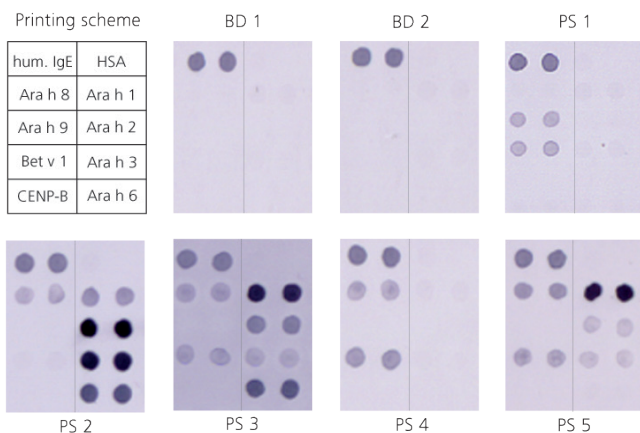 Printing scheme
BD 1
BD 2
PS 1
hum. IgE HSA
Ara h 8 Ara h 1
Ara h 9 Ara h 2
Bet v 1 Ara h 3
CENP-B Ara h 6
PS 2
PS 3
PS 4
PS 5